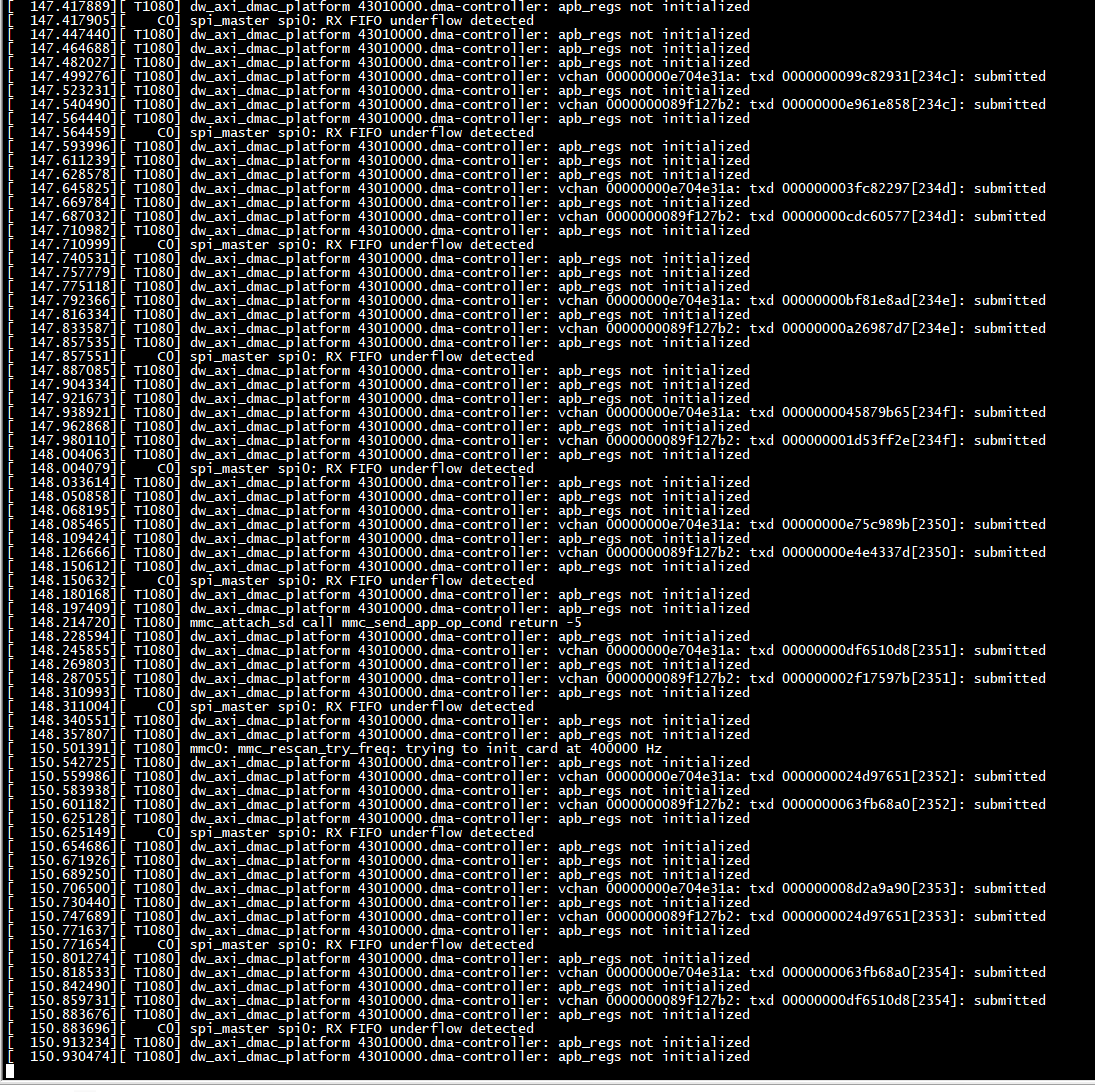 [  147.417889][ T1080] dw_axi_dmac_platform 43010000.dma-controller: apb_regs not initialized
[  147.417905][    C0] spi_master spi0: RX FIFO underflow detected
[  147.447440][ T1080] dw_axi_dmac_platform 43010000.dma-controller: apb_regs not initialized
[  147.464688][ T1080] dw_axi_dmac_platform 43010000.dma-controller: apb_regs not initialized
[  147.482027][ T1080] dw_axi_dmac_platform 43010000.dma-controller: apb_regs not initialized
[  147.499276][ T1080] dw_axi_dmac_platform 43010000.dma-controller: vchan 00000000e704e31a: txd 0000000099c82931[234c]: submitted
[  147.523231][ T1080] dw_axi_dmac_platform 43010000.dma-controller: apb_regs not initialized
[  147.540490][ T1080] dw_axi_dmac_platform 43010000.dma-controller: vchan 0000000089f127b2: txd 00000000e961e858[234c]: submitted
[  147.564440][ T1080] dw_axi_dmac_platform 43010000.dma-controller: apb_regs not initialized
[  147.564459][    C0] spi_master spi0: RX FIFO underflow detected
[  147.593996][ T1080] dw_axi_dmac_platform 43010000.dma-controller: apb_regs not initialized
[  147.611239][ T1080] dw_axi_dmac_platform 43010000.dma-controller: apb_regs not initialized
[  147.628578][ T1080] dw_axi_dmac_platform 43010000.dma-controller: apb_regs not initialized
[  147.645825][ T1080] dw_axi_dmac_platform 43010000.dma-controller: vchan 00000000e704e31a: txd 000000003fc82297[234d]: submitted
[  147.669784][ T1080] dw_axi_dmac_platform 43010000.dma-controller: apb_regs not initialized
[  147.687032][ T1080] dw_axi_dmac_platform 43010000.dma-controller: vchan 0000000089f127b2: txd 00000000cdc60577[234d]: submitted
[  147.710982][ T1080] dw_axi_dmac_platform 43010000.dma-controller: apb_regs not initialized
[  147.710999][    C0] spi_master spi0: RX FIFO underflow detected
[  147.740531][ T1080] dw_axi_dmac_platform 43010000.dma-controller: apb_regs not initialized
[  147.757779][ T1080] dw_axi_dmac_platform 43010000.dma-controller: apb_regs not initialized
[  147.775118][ T1080] dw_axi_dmac_platform 43010000.dma-controller: apb_regs not initialized
[  147.792366][ T1080] dw_axi_dmac_platform 43010000.dma-controller: vchan 00000000e704e31a: txd 00000000bf81e8ad[234e]: submitted
[  147.816334][ T1080] dw_axi_dmac_platform 43010000.dma-controller: apb_regs not initialized
[  147.833587][ T1080] dw_axi_dmac_platform 43010000.dma-controller: vchan 0000000089f127b2: txd 00000000a26987d7[234e]: submitted
[  147.857535][ T1080] dw_axi_dmac_platform 43010000.dma-controller: apb_regs not initialized
[  147.857551][    C0] spi_master spi0: RX FIFO underflow detected
[  147.887085][ T1080] dw_axi_dmac_platform 43010000.dma-controller: apb_regs not initialized
[  147.904334][ T1080] dw_axi_dmac_platform 43010000.dma-controller: apb_regs not initialized
[  147.921673][ T1080] dw_axi_dmac_platform 43010000.dma-controller: apb_regs not initialized
[  147.938921][ T1080] dw_axi_dmac_platform 43010000.dma-controller: vchan 00000000e704e31a: txd 0000000045879b65[234f]: submitted
[  147.962868][ T1080] dw_axi_dmac_platform 43010000.dma-controller: apb_regs not initialized
[  147.980110][ T1080] dw_axi_dmac_platform 43010000.dma-controller: vchan 0000000089f127b2: txd 000000001d53ff2e[234f]: submitted
[  148.004063][ T1080] dw_axi_dmac_platform 43010000.dma-controller: apb_regs not initialized
[  148.004079][    C0] spi_master spi0: RX FIFO underflow detected
[  148.033614][ T1080] dw_axi_dmac_platform 43010000.dma-controller: apb_regs not initialized
[  148.050858][ T1080] dw_axi_dmac_platform 43010000.dma-controller: apb_regs not initialized
[  148.068195][ T1080] dw_axi_dmac_platform 43010000.dma-controller: apb_regs not initialized
[  148.085465][ T1080] dw_axi_dmac_platform 43010000.dma-controller: vchan 00000000e704e31a: txd 00000000e75c989b[2350]: submitted
[  148.109424][ T1080] dw_axi_dmac_platform 43010000.dma-controller: apb_regs not initialized
[  148.126666][ T1080] dw_axi_dmac_platform 43010000.dma-controller: vchan 0000000089f127b2: txd 00000000e4e4337d[2350]: submitted
[  148.150612][ T1080] dw_axi_dmac_platform 43010000.dma-controller: apb_regs not initialized
[  148.150632][    C0] spi_master spi0: RX FIFO underflow detected
[  148.180168][ T1080] dw_axi_dmac_platform 43010000.dma-controller: apb_regs not initialized
[  148.197409][ T1080] dw_axi_dmac_platform 43010000.dma-controller: apb_regs not initialized
[  148.214720][ T1080] mmc_attach_sd call mmc_send_app_op_cond return -5
[  148.228594][ T1080] dw_axi_dmac_platform 43010000.dma-controller: apb_regs not initialized
[  148.245855][ T1080] dw_axi_dmac_platform 43010000.dma-controller: vchan 00000000e704e31a: txd 00000000df6510d8[2351]: submitted
[  148.269803][ T1080] dw_axi_dmac_platform 43010000.dma-controller: apb_regs not initialized
[  148.287055][ T1080] dw_axi_dmac_platform 43010000.dma-controller: vchan 0000000089f127b2: txd 000000002f17597b[2351]: submitted
[  148.310993][ T1080] dw_axi_dmac_platform 43010000.dma-controller: apb_regs not initialized
[  148.311004][    C0] spi_master spi0: RX FIFO underflow detected
[  148.340551][ T1080] dw_axi_dmac_platform 43010000.dma-controller: apb_regs not initialized
[  148.357807][ T1080] dw_axi_dmac_platform 43010000.dma-controller: apb_regs not initialized
[  150.501391][ T1080] mmc0: mmc_rescan_try_freq: trying to init card at 400000 Hz
[  150.542725][ T1080] dw_axi_dmac_platform 43010000.dma-controller: apb_regs not initialized
[  150.559986][ T1080] dw_axi_dmac_platform 43010000.dma-controller: vchan 00000000e704e31a: txd 0000000024d97651[2352]: submitted
[  150.583938][ T1080] dw_axi_dmac_platform 43010000.dma-controller: apb_regs not initialized
[  150.601182][ T1080] dw_axi_dmac_platform 43010000.dma-controller: vchan 0000000089f127b2: txd 0000000063fb68a0[2352]: submitted
[  150.625128][ T1080] dw_axi_dmac_platform 43010000.dma-controller: apb_regs not initialized
[  150.625149][    C0] spi_master spi0: RX FIFO underflow detected
[  150.654686][ T1080] dw_axi_dmac_platform 43010000.dma-controller: apb_regs not initialized
[  150.671926][ T1080] dw_axi_dmac_platform 43010000.dma-controller: apb_regs not initialized
[  150.689250][ T1080] dw_axi_dmac_platform 43010000.dma-controller: apb_regs not initialized
[  150.706500][ T1080] dw_axi_dmac_platform 43010000.dma-controller: vchan 00000000e704e31a: txd 000000008d2a9a90[2353]: submitted
[  150.730440][ T1080] dw_axi_dmac_platform 43010000.dma-controller: apb_regs not initialized
[  150.747689][ T1080] dw_axi_dmac_platform 43010000.dma-controller: vchan 0000000089f127b2: txd 0000000024d97651[2353]: submitted
[  150.771637][ T1080] dw_axi_dmac_platform 43010000.dma-controller: apb_regs not initialized
[  150.771654][    C0] spi_master spi0: RX FIFO underflow detected
[  150.801274][ T1080] dw_axi_dmac_platform 43010000.dma-controller: apb_regs not initialized
[  150.818533][ T1080] dw_axi_dmac_platform 43010000.dma-controller: vchan 00000000e704e31a: txd 0000000063fb68a0[2354]: submitted
[  150.842490][ T1080] dw_axi_dmac_platform 43010000.dma-controller: apb_regs not initialized
[  150.859731][ T1080] dw_axi_dmac_platform 43010000.dma-controller: vchan 0000000089f127b2: txd 00000000df6510d8[2354]: submitted
[  150.883676][ T1080] dw_axi_dmac_platform 43010000.dma-controller: apb_regs not initialized
[  150.883696][    C0] spi_master spi0: RX FIFO underflow detected
[  150.913234][ T1080] dw_axi_dmac_platform 43010000.dma-controller: apb_regs not initialized
[  150.930474][ T1080] dw_axi_dmac_platform 43010000.dma-controller: apb_regs not initialized